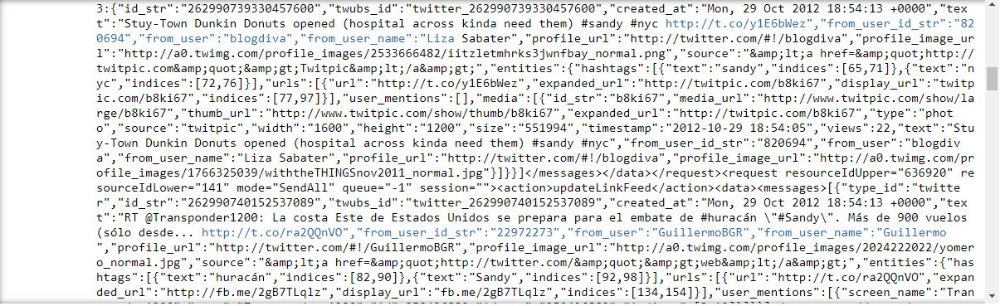 3:{"id_str":"262990739330457600","twubs_id":"twitter_262990739330457600","created_at":"Mon, 29 Oct 2012 18:54:13 +0000","tex
t":"Stuy-Town Dunkin Donuts opened (hospital across kinda need them) #sandy #nyc http://t.co/y1E6bWez","from_user_id_str":"82
0694","from_user":"blogdiva","from_user_name":"Liza Sabater","profile_url":"http://twitter.com/#!/blogdiva","profile_image_ur
l":"http://a0.twimg.com/profile_images/2533666482/iitzletmhrks3jwnfbay_normal.png","source":"&amp;lt;a href=&amp;quot;http://
twitpic.com&amp;quot;&amp;gt;Twitpic&amp;lt;/a&amp;gt;","entities":{"hashtags":[{"text":"sandy","indices":[65,71]},{"text":"n
yc","indices":[72,76]}],"urls":[{"url":"http://t.co/y1E6bWez","expanded_url":"http://twitpic.com/b8ki67","display_url":"twitp
ic.com/b8ki67","indices":[77,97]}],"user_mentions":[],"media":[{"id_str":"b8ki67","media_url":"http://www.twitpic.com/show/la
rge/b8ki67","thumb_url":"http://www.twitpic.com/show/thumb/b8ki67","expanded_url":"http://twitpic.com/b8ki67","type":"phot
o","source":"twitpic","width":"1600","height":"1200","size":"551994","timestamp":"2012-10-29 18:54:05","views":22,"text":"Stu
y-Town Dunkin Donuts opened (hospital across kinda need them) #sandy #nyc","from_user_id_str":"820694","from_user":"blogdiv
a","from_user_name":"Liza Sabater","profile_url":"http://twitter.com/#!/blogdiva","profile_image_url":"http://a0.twimg.com/pr
ofile_images/1766325039/withtheTHINGSnov2011_normal.jpg"}]}}]</messages></data></request><request resourceIdUpper="636920" re
sourceIdLower="141" mode="SendAll" queue="-1" session=""><action>updateLinkFeed</action><data><messages>[{"type_id":"twitte
r","id_str":"262990740152537089","twubs_id":"twitter_262990740152537089","created_at":"Mon, 29 Oct 2012 18:54:13 +0000","tex
t":"RT @Transponder1200: La costa Este de Estados Unidos se prepara para el embate de #huracán \"#Sandy\". Más de 900 vuelos
(sólo desde... http://t.co/ra2QQnVO","from_user_id_str":"22972273","from_user":"GuillermoBGR","from_user_name":"Guillermo
","profile_url":"http://twitter.com/#!/GuillermoBGR","profile_image_url":"http://a0.twimg.com/profile_images/2024222022/yomer
o_normal.jpg","source":"&amp;lt;a href=&amp;quot;http://twitter.com/&amp;quot;&amp;gt;web&amp;lt;/a&amp;gt;","entities":{"has
htags":[{"text":"huracán","indices":[82,90]},{"text":"Sandy","indices":[92,98]}],"urls":[{"url":"http://t.co/ra2QQnVO","expan
ded_url":"http://fb.me/2gB7TLqlz","display_url":"fb.me/2gB7TLqlz","indices":[134,154]}],"user_mentions":[{"screen_name":"Tran